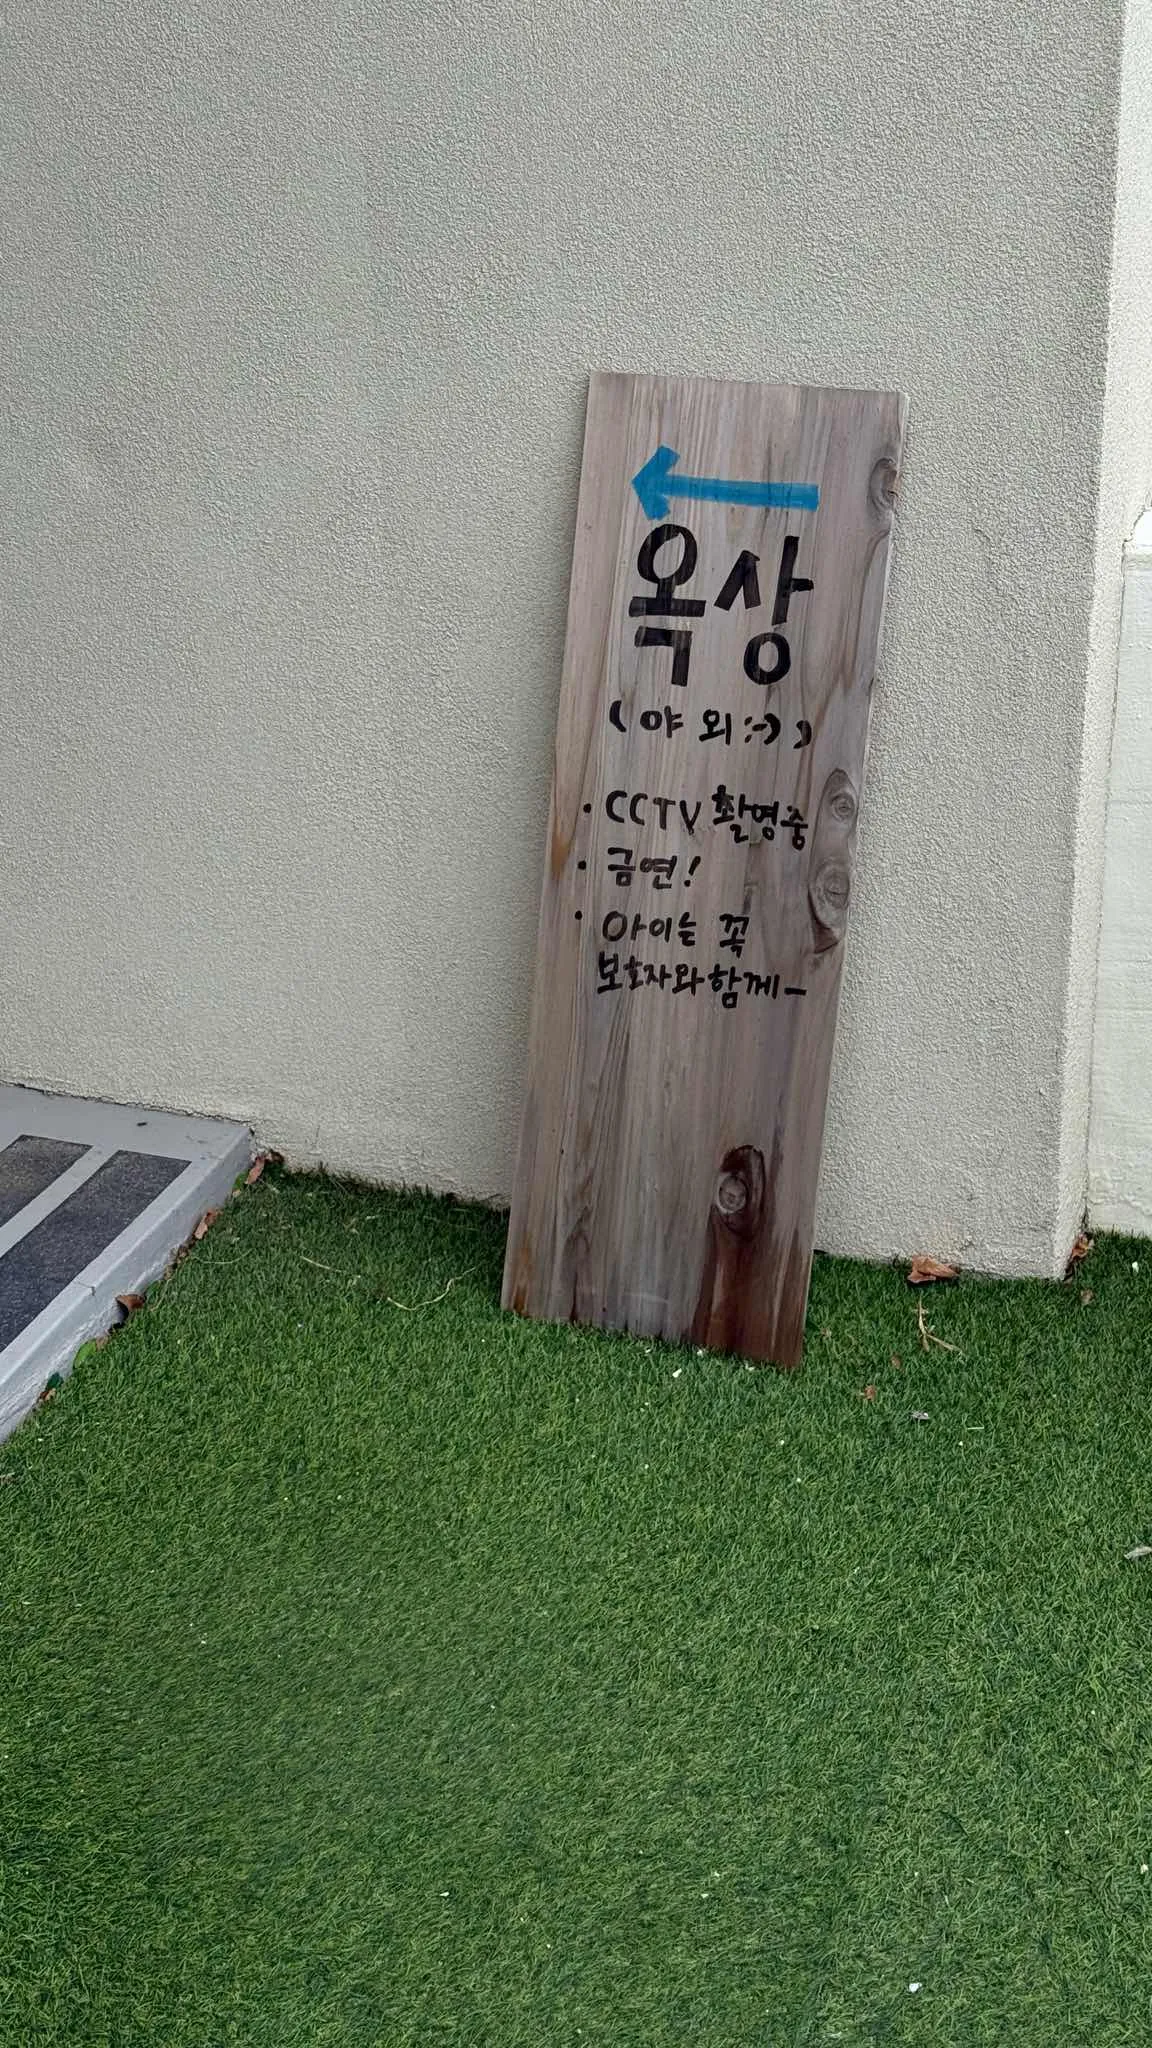 ←
옥상
(야외:-))
· CCTV 촬영중
· 금연!
· 아이는 꼭
보호자와 함께-